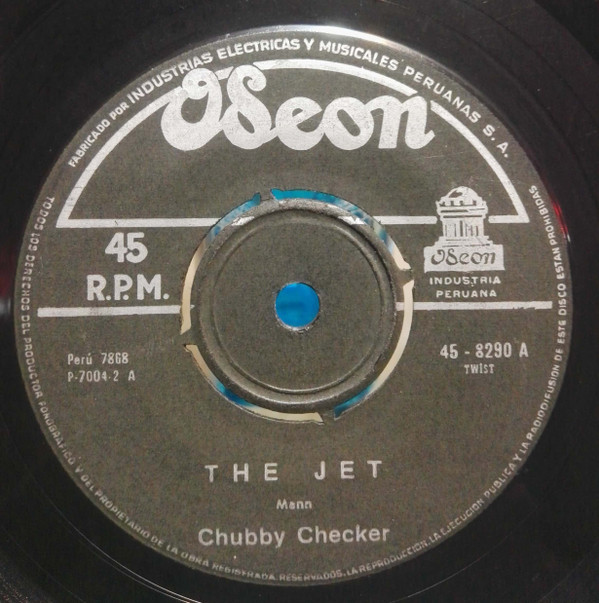 FABRICADO POR INDUSTRIAS ELECTRICAS Y MUSICALES PERUANAS S. A.
Odeon
45
R.P.M.
Odeon
INDUSTRIA
PERUANA
Perú 7868
P-7004-2 A
45 - 8290 A
TWIST
THE JET
Mann
Chubby Checker
TODOS LOS DERECHOS DEL PRODUCTOR FONOGRAFICO Y DEL PROPIETARIO DE LA OBRA REGISTRADA RESERVADOS. LA REPRODUCCION, LA EJECUCION PUBLICA Y LA RADIODIFUSION DE ESTE DISCO ESTAN PROHIBIDAS